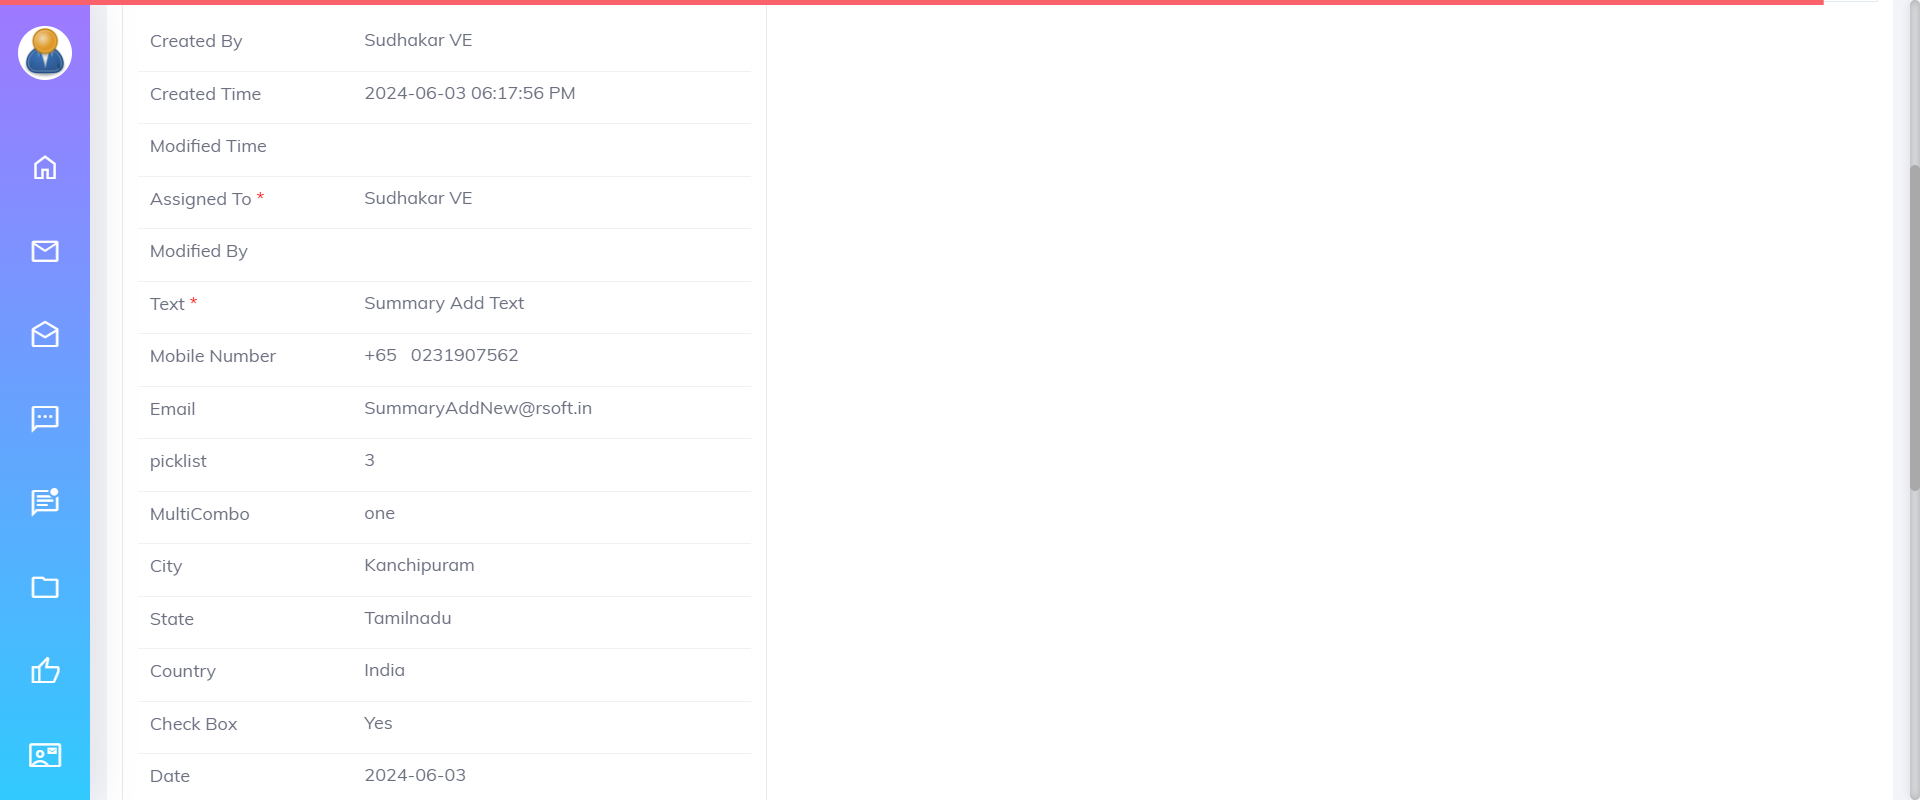 Created By Sudhakar VE
Created Time 2024-06-03 06:17:56 PM
Modified Time
Assigned To * Sudhakar VE
Modified By
Text * Summary Add Text
Mobile Number +65 0231907562
Email SummaryAddNew@rsoft.in
picklist 3
MultiCombo one
City Kanchipuram
State Tamilnadu
Country India
Check Box Yes
Date 2024-06-03